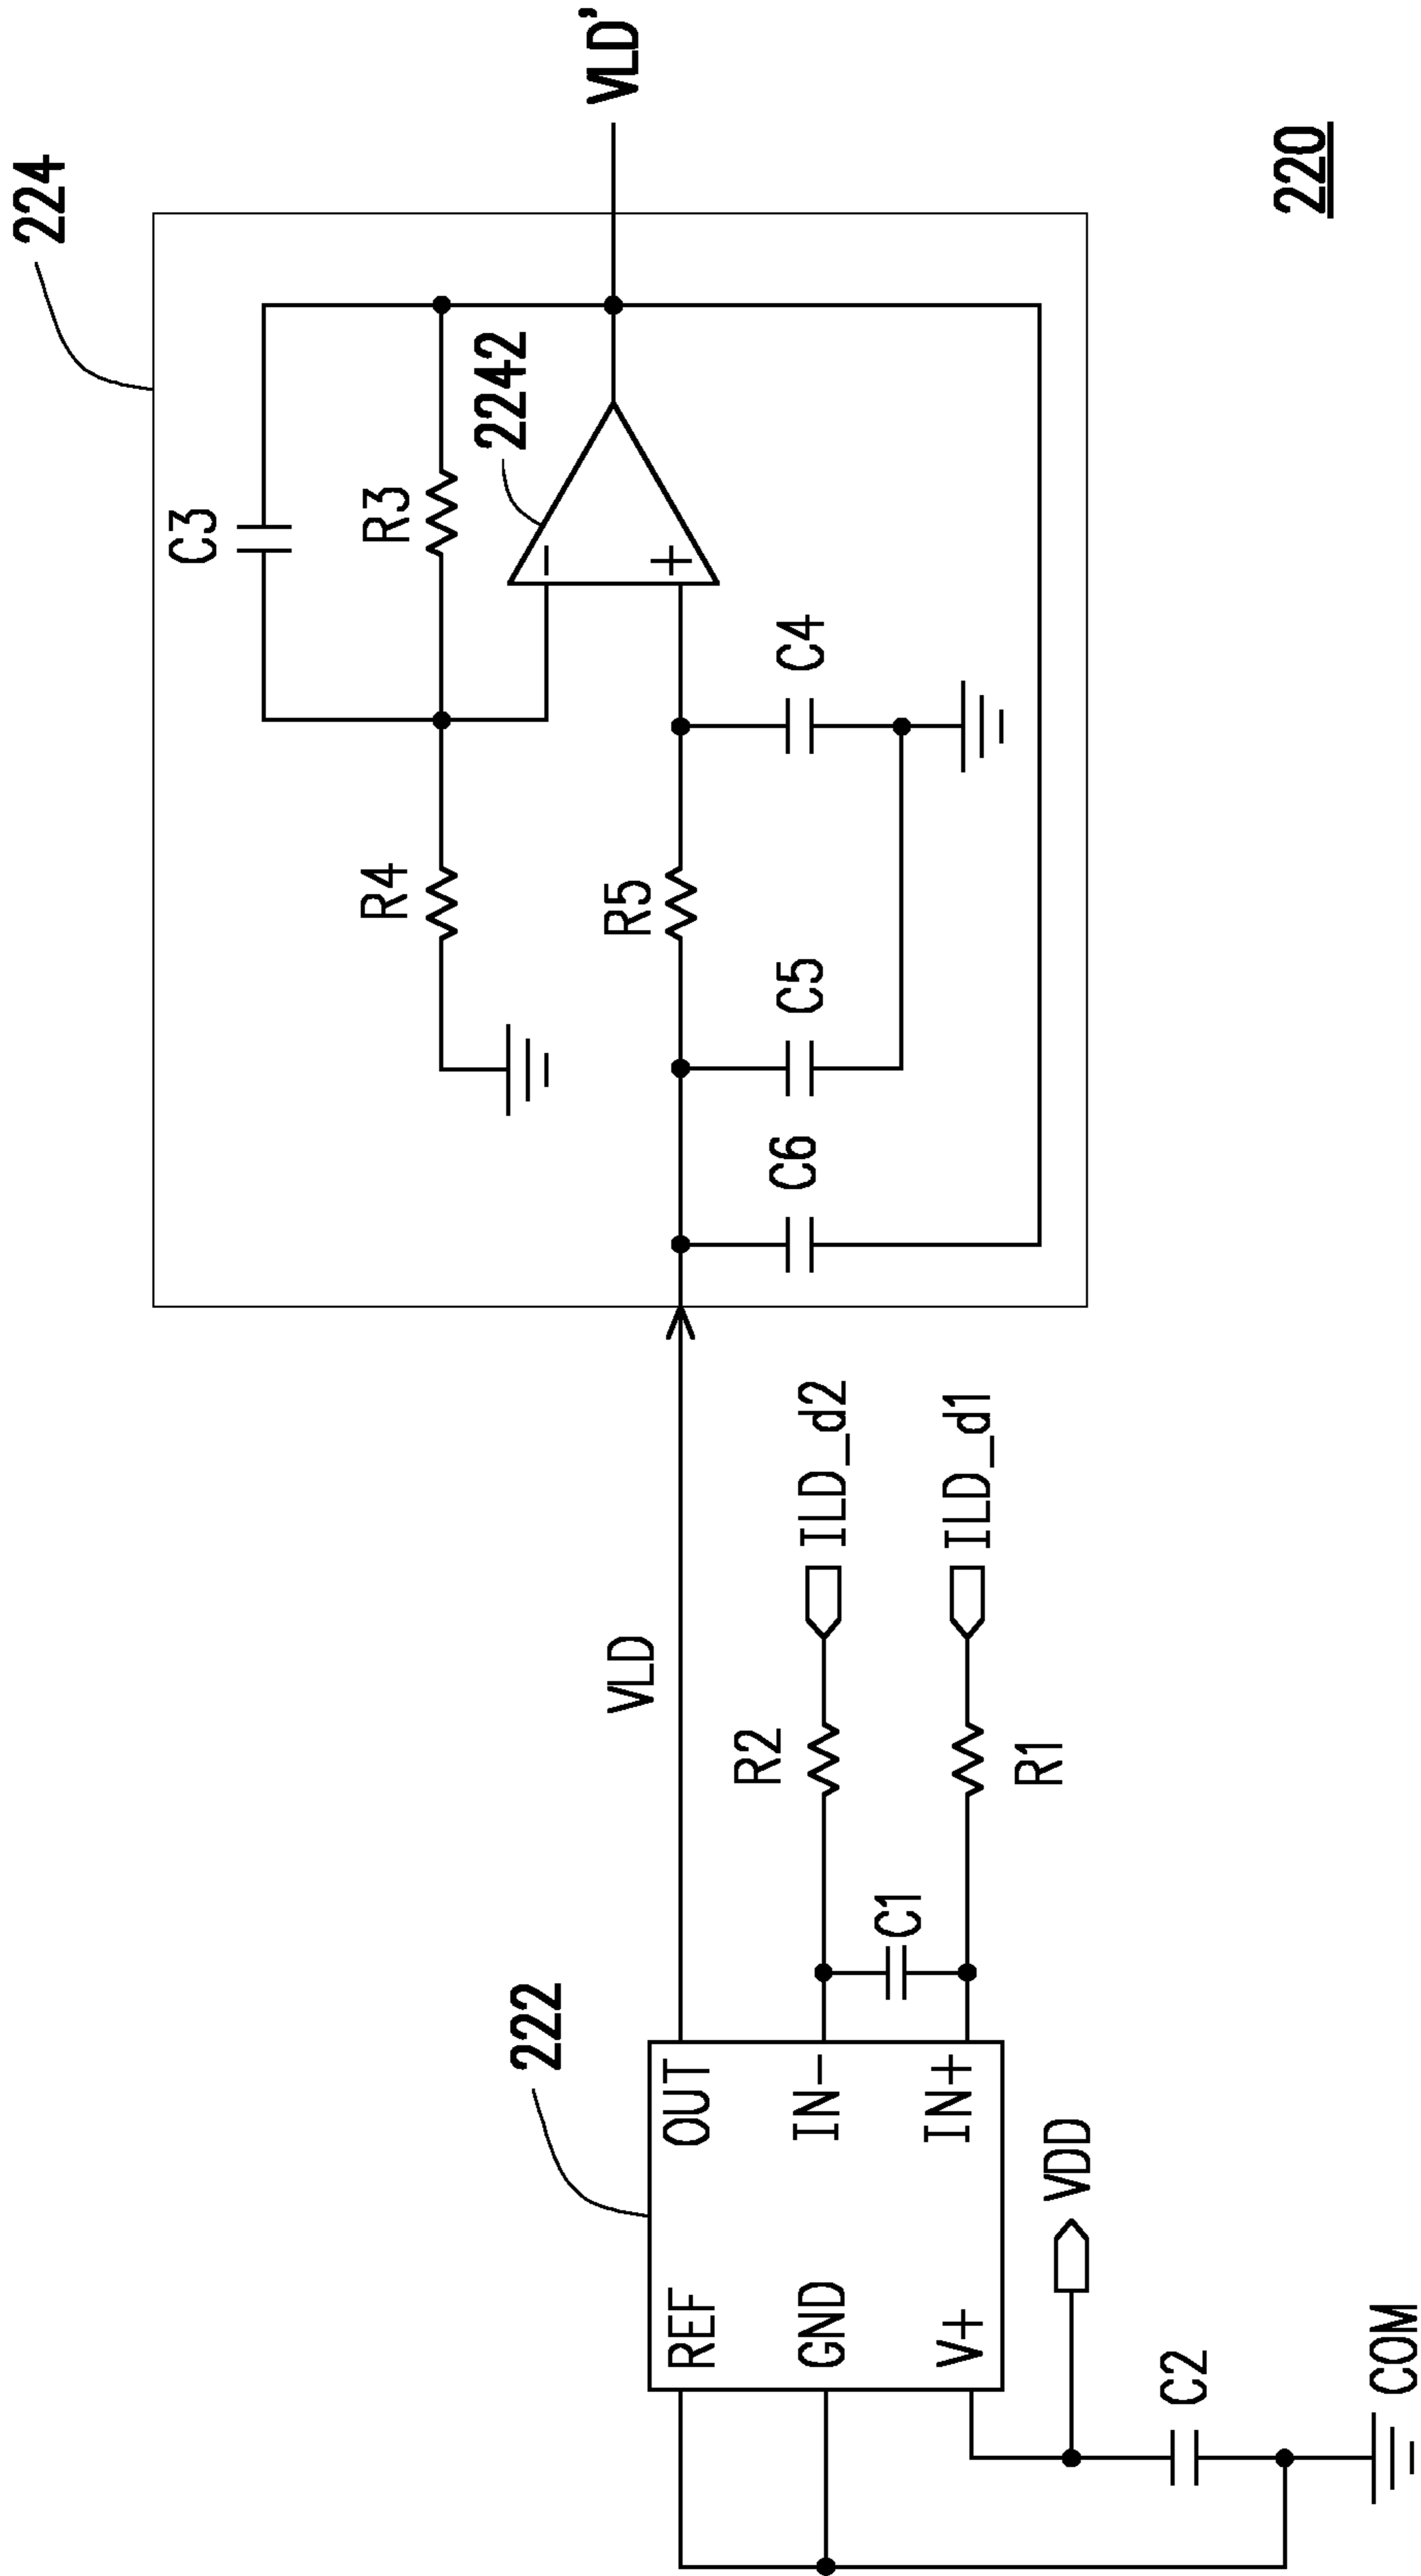 224
VLD'
C3
R3
2242
R4
-
+
R5
C4
C5
C6
VLD
222
REF
OUT
GND
IN-
V+
IN+
R2
ILD_d2
C1
ILD_d1
R1
VDD
C2
COM
220